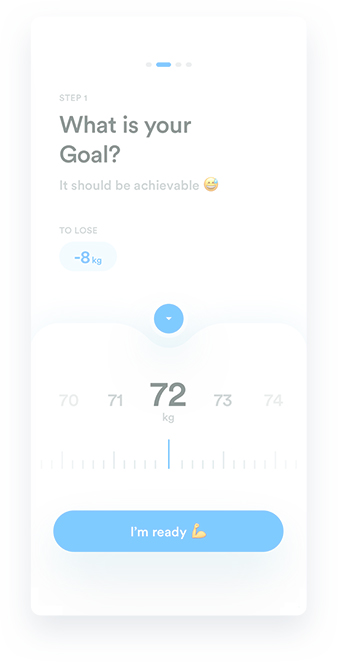 STEP 1
What is your
Goal?
It should be achievable 😅
TO LOSE
-8 kg
70 71 72 73 74
kg
I'm ready 💪